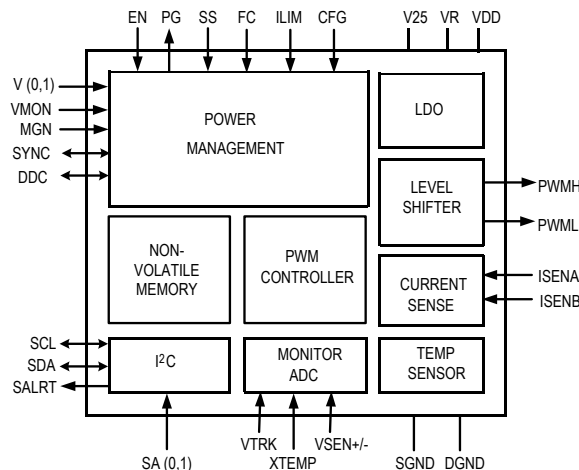 EN PG SS FC ILIM CFG V25 VR VDD
V (0,1)
VMON
MGN
SYNC
DDC
POWER
MANAGEMENT
LDO
LEVEL
SHIFTER
PWMH
PWML
NON-
VOLATILE
MEMORY
PWM
CONTROLLER
CURRENT
SENSE
ISENA
ISENB
SCL
SDA
SALRT
I²C
MONITOR
ADC
TEMP
SENSOR
SA (0,1)
VTRK
XTEMP
VSEN+/-
SGND
DGND